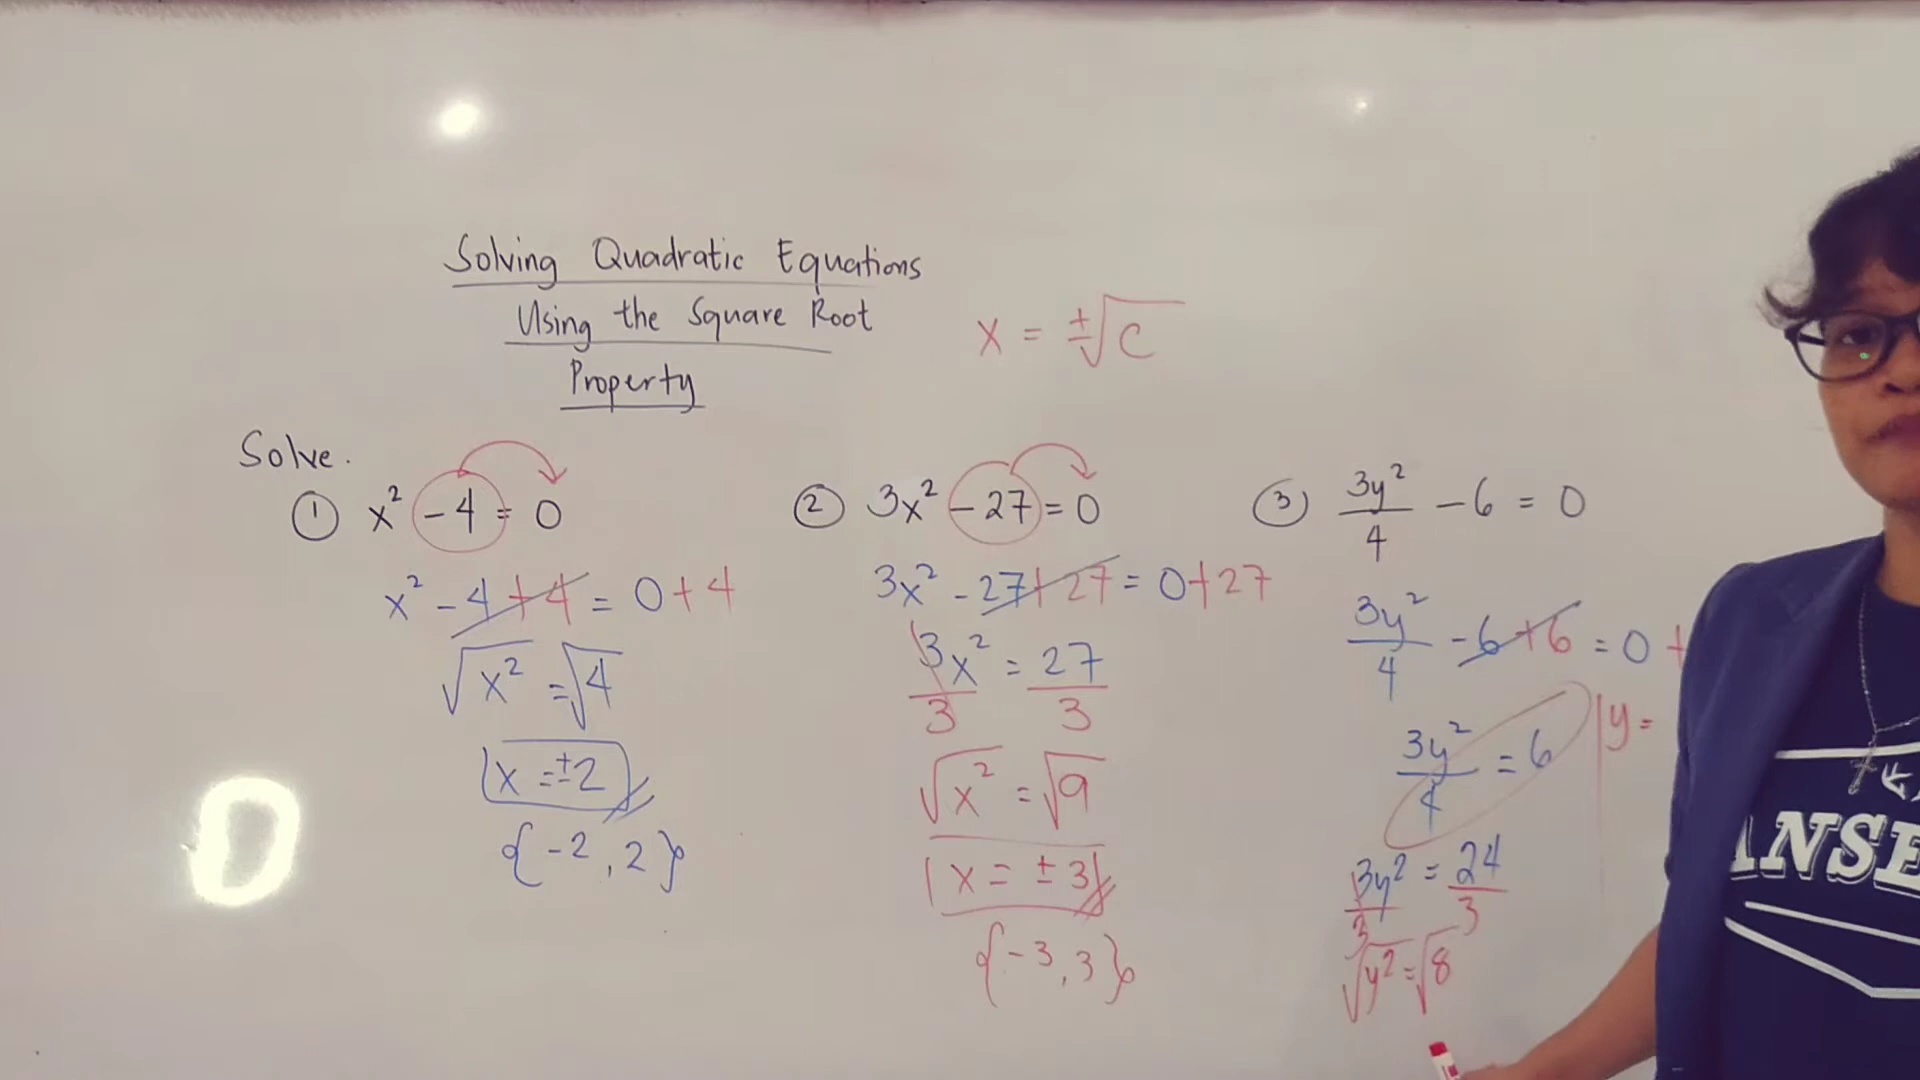 Solving Quadratic Equations
Using the Square Root
Property
x = ±√c
Solve.
① x² - 4 = 0
x² - 4 + 4 = 0 + 4
√x² = √4
x = ±2
{-2, 2}
② 3x² - 27 = 0
3x² - 27 + 27 = 0 + 27
3x²/3 = 27/3
√x² = √9
x = ±3
{-3, 3}
③ 3y²/4 - 6 = 0
3y²/4 - 6 + 6 = 0 +
3y²/4 = 6
3y²/3 = 24/3
√y² = √8
y =
ANSE